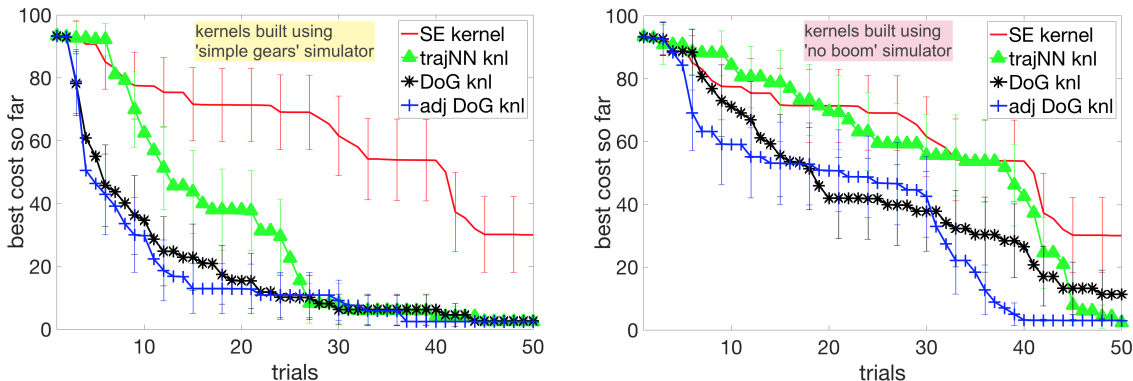 100
80
60
40
20
0
best cost so far
kernels built using
'simple gears' simulator
SE kernel
trajNN knl
DoG knl
adj DoG knl
10
20
30
40
50
trials
100
80
60
40
20
0
best cost so far
kernels built using
'no boom' simulator
SE kernel
trajNN knl
DoG knl
adj DoG knl
10
20
30
40
50
trials